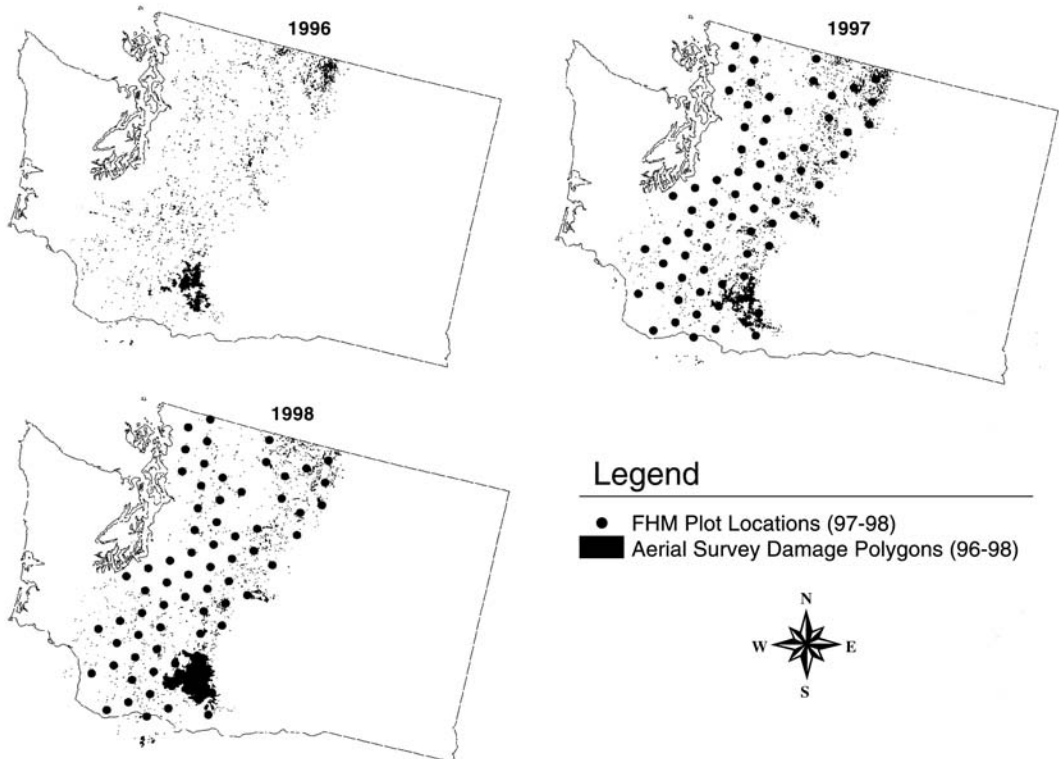 1996
1997
1998
Legend
FHM Plot Locations (97-98)
Aerial Survey Damage Polygons (96-98)
N
W E
S